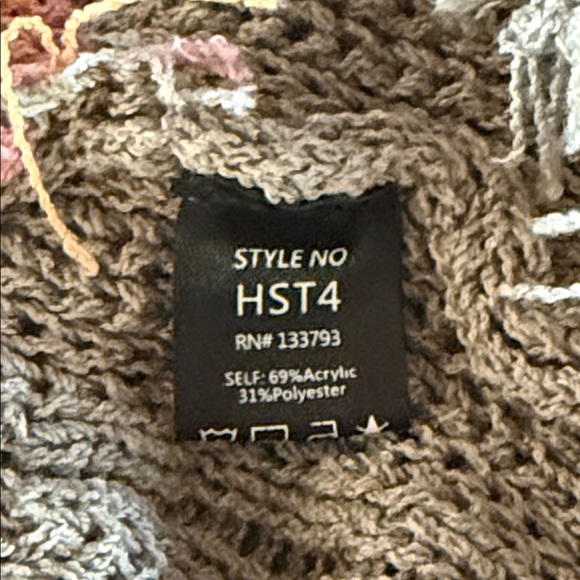 STYLE NO
HST4
RN# 133793
SELF: 69%Acrylic
31%Polyester